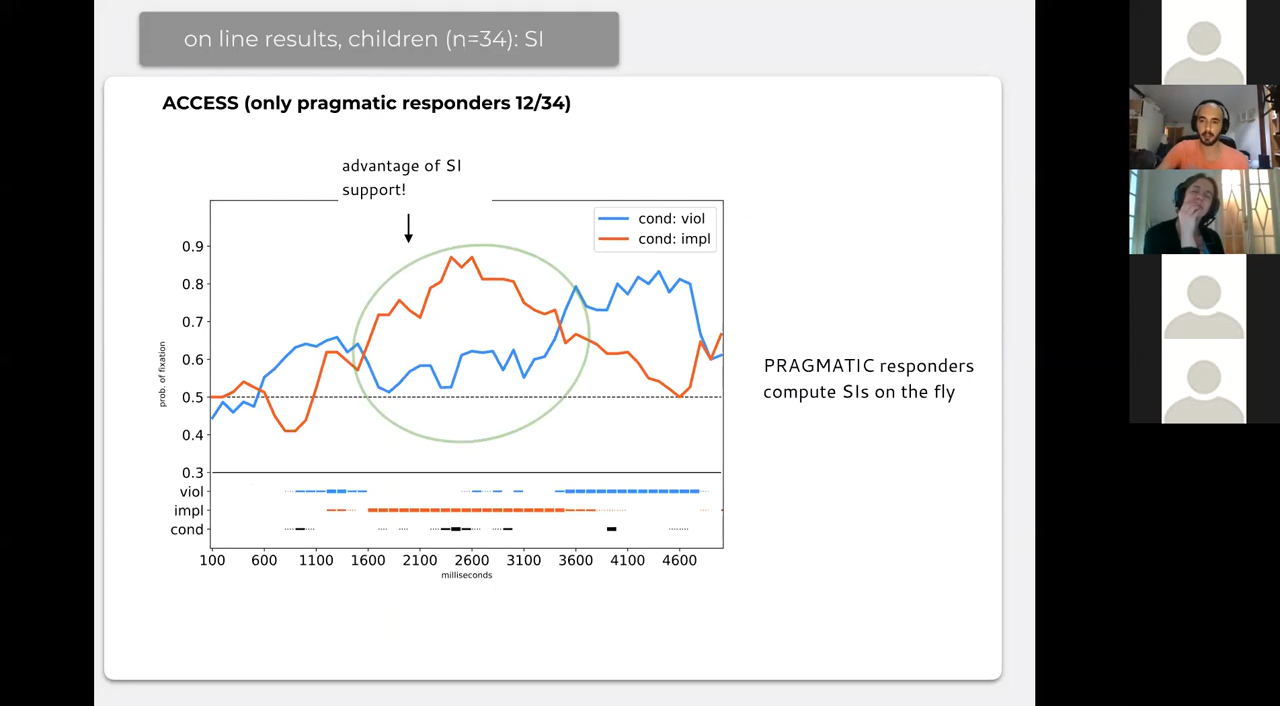 on line results, children (n=34): SI
ACCESS (only pragmatic responders 12/34)
advantage of SI
support!
cond: viol
cond: impl
0.9
0.8
0.7
0.6
0.5
0.4
0.3
prob. of fixation
viol
impl
cond
100 600 1100 1600 2100 2600 3100 3600 4100 4600
milliseconds
PRAGMATIC responders
compute SIs on the fly